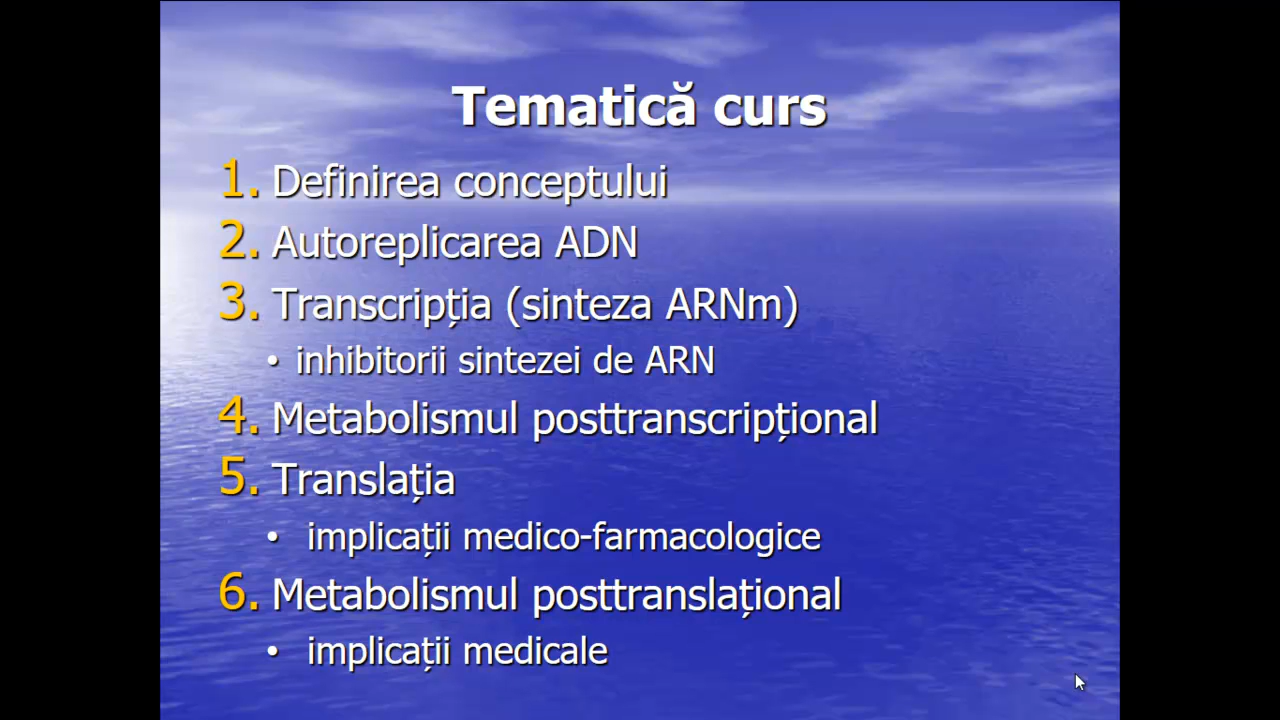 Tematică curs
1. Definirea conceptului
2. Autoreplicarea ADN
3. Transcripția (sinteza ARNm)
• inhibitorii sintezei de ARN
4. Metabolismul posttranscripțional
5. Translația
• implicații medico-farmacologice
6. Metabolismul posttranslațional
• implicații medicale